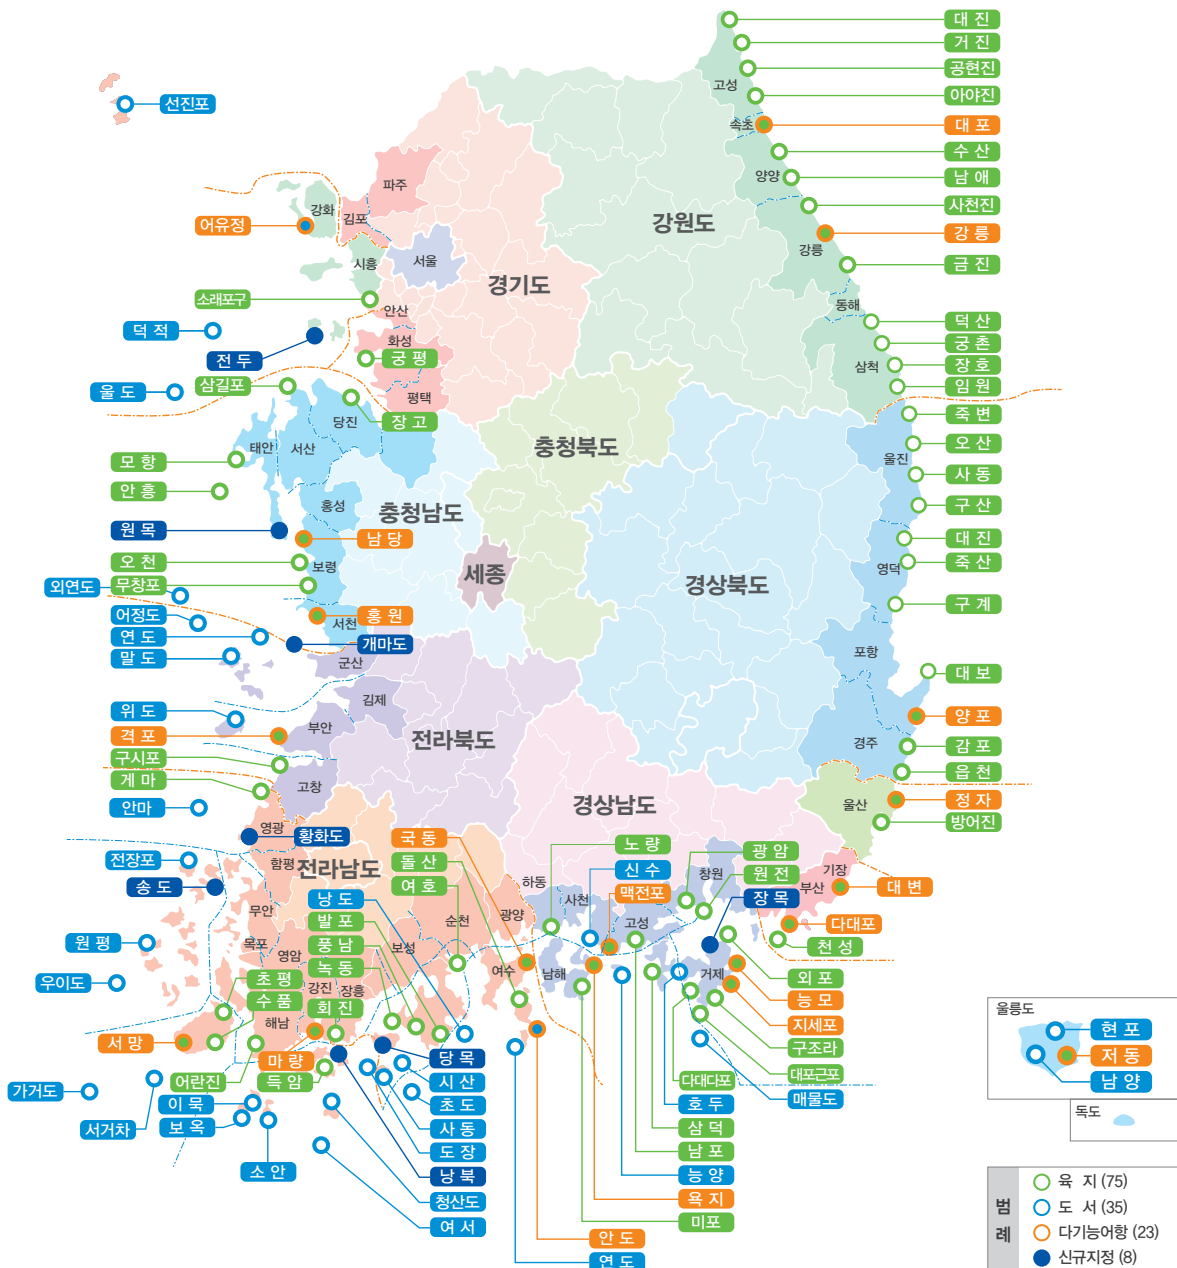 대 진
거 진
공현진
아야진
대 포
수 산
남 애
사천진
강 릉
금 진
덕 산
궁 촌
장 호
임 원
죽 변
오 산
사 동
구 산
대 진
죽 산
구 계
대 보
양 포
감 포
읍 천
정 자
방어진
대 변
다대포
천 성
외 포
능 모
지세포
구조라
대포근포
매물도
선진포
어유정
소래포구
덕 적
전 두
울 도
삼길포
궁 평
장 고
모 항
안 흥
원 목
남 당
오 천
외연도
무창포
어정도
홍 원
연 도
개마도
말 도
위 도
격 포
구시포
게 마
안마
황화도
전장포
송 도
원 평
우이도
초 평
수 품
서 망
어란진
가거도
서거차
이 목
보 옥
소 안
국 동
돌 산
여 호
낭 도
발 포
풍 남
녹 동
회 진
마 량
득 암
당 목
시 산
초 도
사 동
도 장
낭 북
청산도
여 서
노 량
신 수
맥전포
광 암
원 전
장 목
다대다포
호 두
삼 덕
남 포
능 양
욕 지
미포
안 도
연 도
고성
속초
양양
강릉
동해
삼척
강원도
파주
강화
김포
서울
시흥
안산
화성
평택
경기도
당진
태안
서산
홍성
보령
서천
충청남도
세종
충청북도
울진
영덕
포항
경주
경상북도
군산
김제
부안
고창
전라북도
영광
함평
무안
목포
영암
강진
장흥
해남
보성
순천
광양
여수
전라남도
하동
사천
남해
고성
창원
거제
경상남도
울산
기장
부산
울릉도
현 포
저 동
남 양
독도
범
례
육 지 (75)
도 서 (35)
다기능어항 (23)
신규지정 (8)